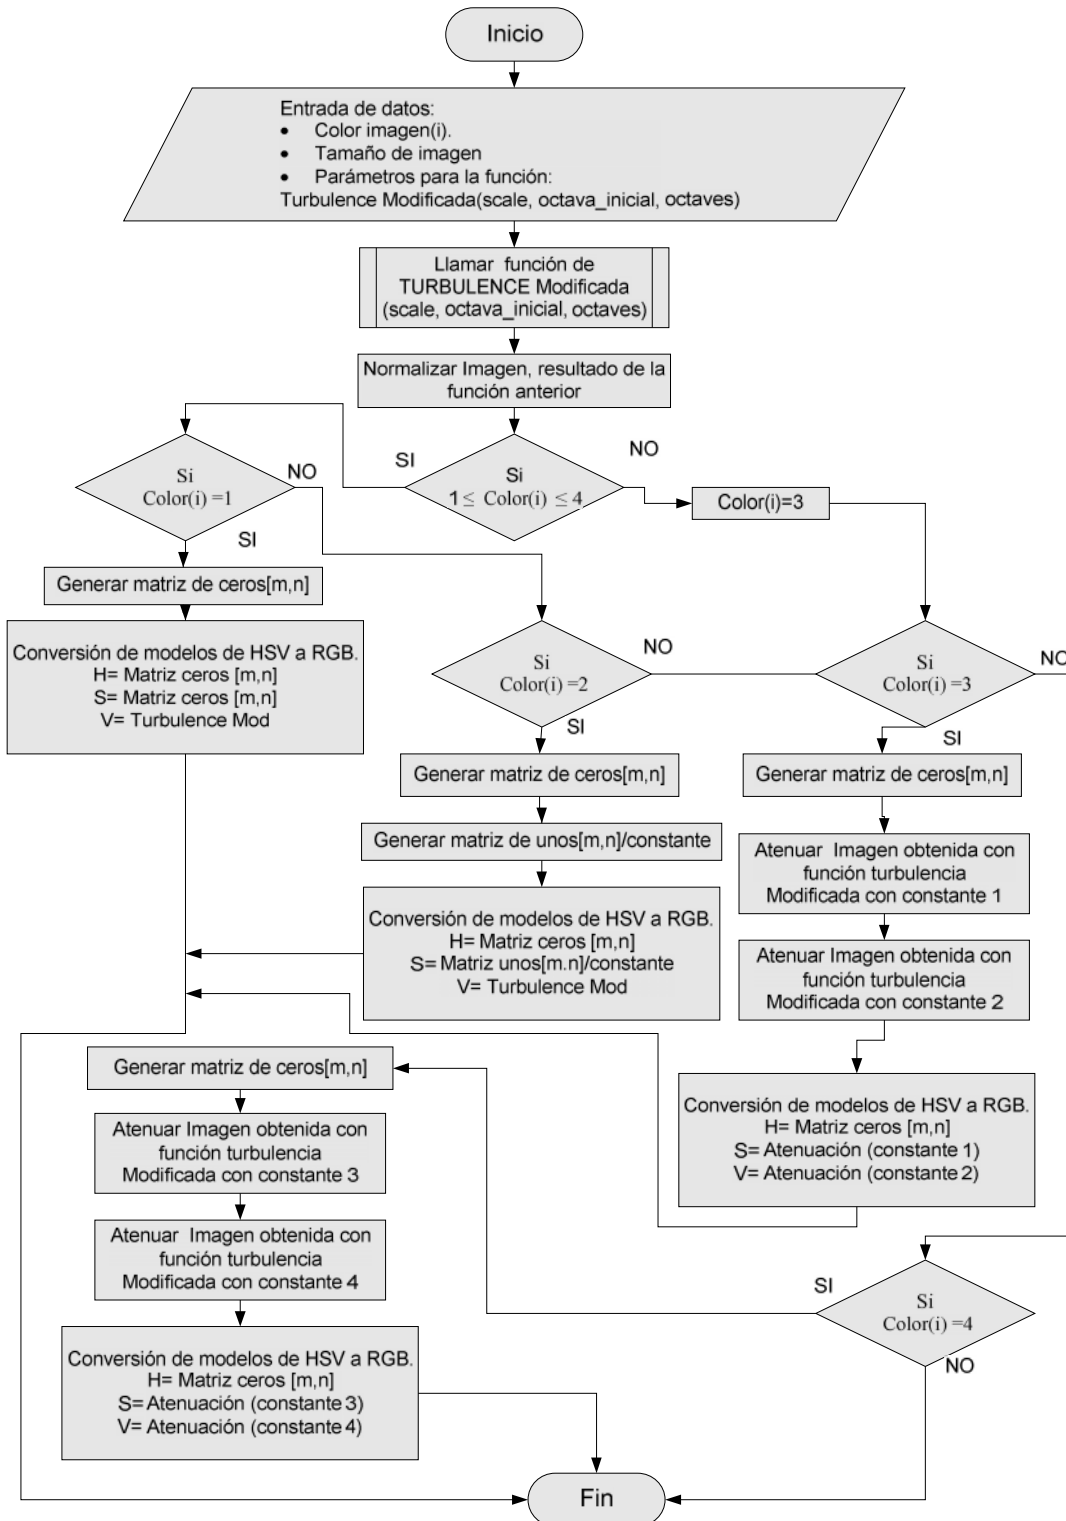 Inicio
Entrada de datos:
• Color imagen(i).
• Tamaño de imagen
• Parámetros para la función:
Turbulence Modificada(scale, octava_inicial, octaves)
Llamar función de
TURBULENCE Modificada
(scale, octava_inicial, octaves)
Normalizar Imagen, resultado de la
función anterior
SI
Si
1 ≤ Color(i) ≤ 4
NO
Color(i)=3
Si
Color(i) =1
NO
SI
Generar matriz de ceros[m,n]
Conversión de modelos de HSV a RGB.
H= Matriz ceros [m,n]
S= Matriz ceros [m,n]
V= Turbulence Mod
Si
Color(i) =2
NO
SI
Generar matriz de ceros[m,n]
Generar matriz de unos[m,n]/constante
Conversión de modelos de HSV a RGB.
H= Matriz ceros [m,n]
S= Matriz unos[m.n]/constante
V= Turbulence Mod
Si
Color(i) =3
NO
SI
Generar matriz de ceros[m,n]
Atenuar Imagen obtenida con
función turbulencia
Modificada con constante 1
Atenuar Imagen obtenida con
función turbulencia
Modificada con constante 2
Conversión de modelos de HSV a RGB.
H= Matriz ceros [m,n]
S= Atenuación (constante 1)
V= Atenuación (constante 2)
SI
Si
Color(i) =4
NO
Generar matriz de ceros[m,n]
Atenuar Imagen obtenida con
función turbulencia
Modificada con constante 3
Atenuar Imagen obtenida con
función turbulencia
Modificada con constante 4
Conversión de modelos de HSV a RGB.
H= Matriz ceros [m,n]
S= Atenuación (constante 3)
V= Atenuación (constante 4)
Fin